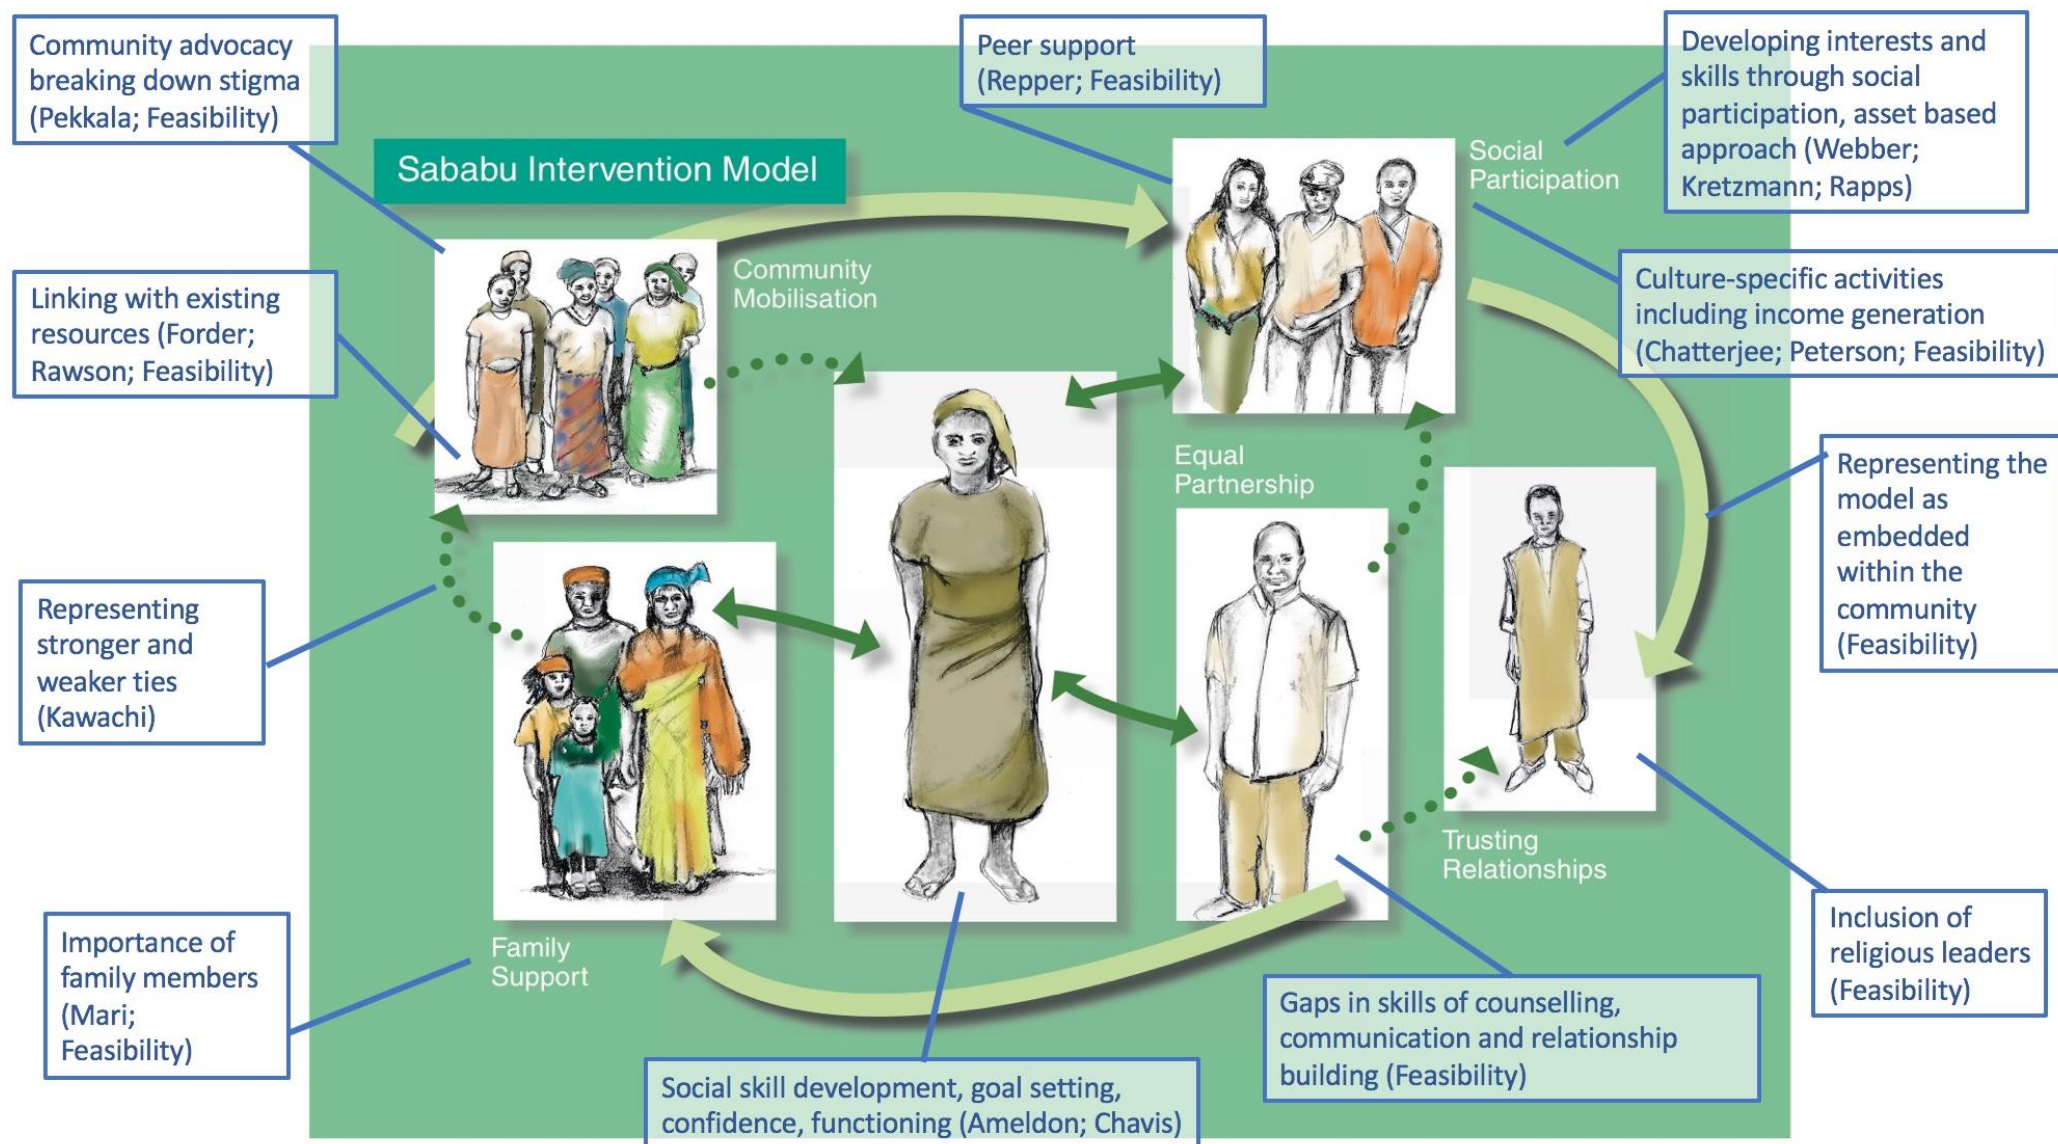 Community advocacy
breaking down stigma
(Pekkala; Feasibility)
Peer support
(Repper; Feasibility)
Developing interests and
skills through social
participation, asset based
approach (Webber;
Kretzmann; Rapps)
Sababu Intervention Model
Social
Participation
Community
Mobilisation
Linking with existing
resources (Forder;
Rawson; Feasibility)
Culture-specific activities
including income generation
(Chatterjee; Peterson; Feasibility)
Equal
Partnership
Representing the
model as
embedded
within the
community
(Feasibility)
Representing
stronger and
weaker ties
(Kawachi)
Trusting
Relationships
Family
Support
Importance of
family members
(Mari;
Feasibility)
Inclusion of
religious leaders
(Feasibility)
Gaps in skills of counselling,
communication and relationship
building (Feasibility)
Social skill development, goal setting,
confidence, functioning (Ameldon; Chavis)